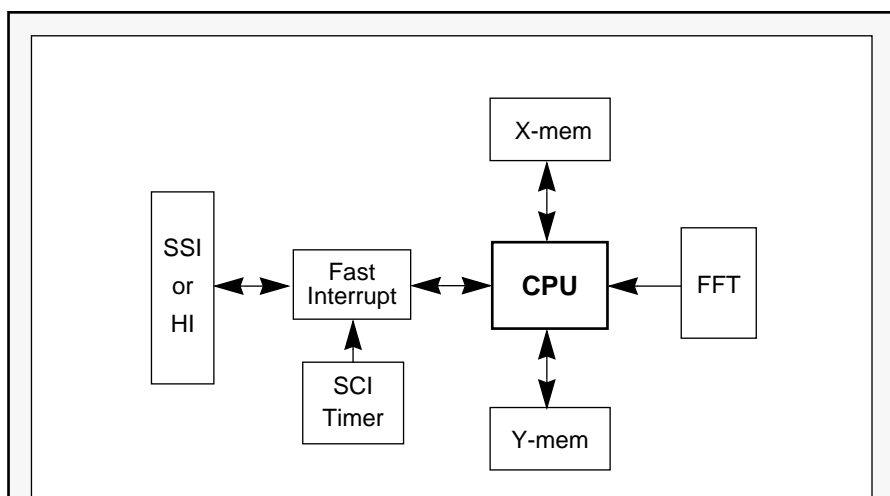 X-mem
SSI
or
HI
Fast
Interrupt
CPU
FFT
SCI
Timer
Y-mem